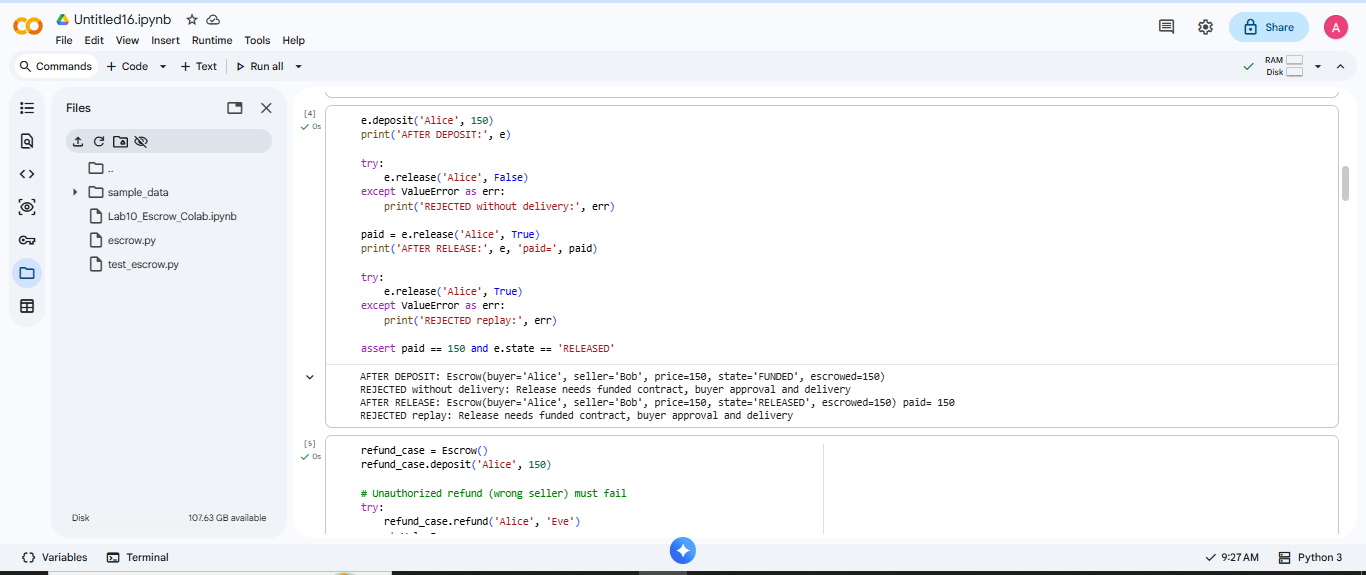 Untitled16.ipynb
File Edit View Insert Runtime Tools Help
Share
A
Commands + Code + Text Run all
RAM
Disk
Files
..
sample_data
Lab10_Escrow_Colab.ipynb
escrow.py
test_escrow.py
Disk 107.63 GB available
[4]
0s
e.deposit('Alice', 150)
print('AFTER DEPOSIT:', e)
try:
e.release('Alice', False)
except ValueError as err:
print('REJECTED without delivery:', err)
paid = e.release('Alice', True)
print('AFTER RELEASE:', e, 'paid=', paid)
try:
e.release('Alice', True)
except ValueError as err:
print('REJECTED replay:', err)
assert paid == 150 and e.state == 'RELEASED'
AFTER DEPOSIT: Escrow(buyer='Alice', seller='Bob', price=150, state='FUNDED', escrowed=150)
REJECTED without delivery: Release needs funded contract, buyer approval and delivery
AFTER RELEASE: Escrow(buyer='Alice', seller='Bob', price=150, state='RELEASED', escrowed=150) paid= 150
REJECTED replay: Release needs funded contract, buyer approval and delivery
[5]
0s
refund_case = Escrow()
refund_case.deposit('Alice', 150)
# Unauthorized refund (wrong seller) must fail
try:
refund_case.refund('Alice', 'Eve')
{} Variables Terminal
9:27 AM Python 3